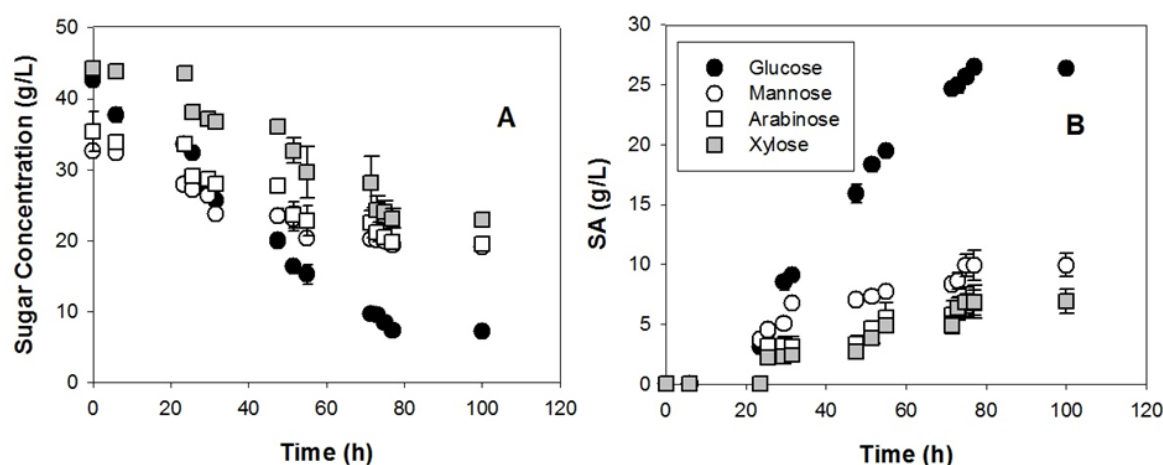 50
40
30
20
10
0
Sugar Concentration (g/L)
A
0 20 40 60 80 100 120
Time (h)
30
25
20
15
10
5
0
SA (g/L)
Glucose
Mannose
Arabinose
Xylose
B
0 20 40 60 80 100 120
Time (h)